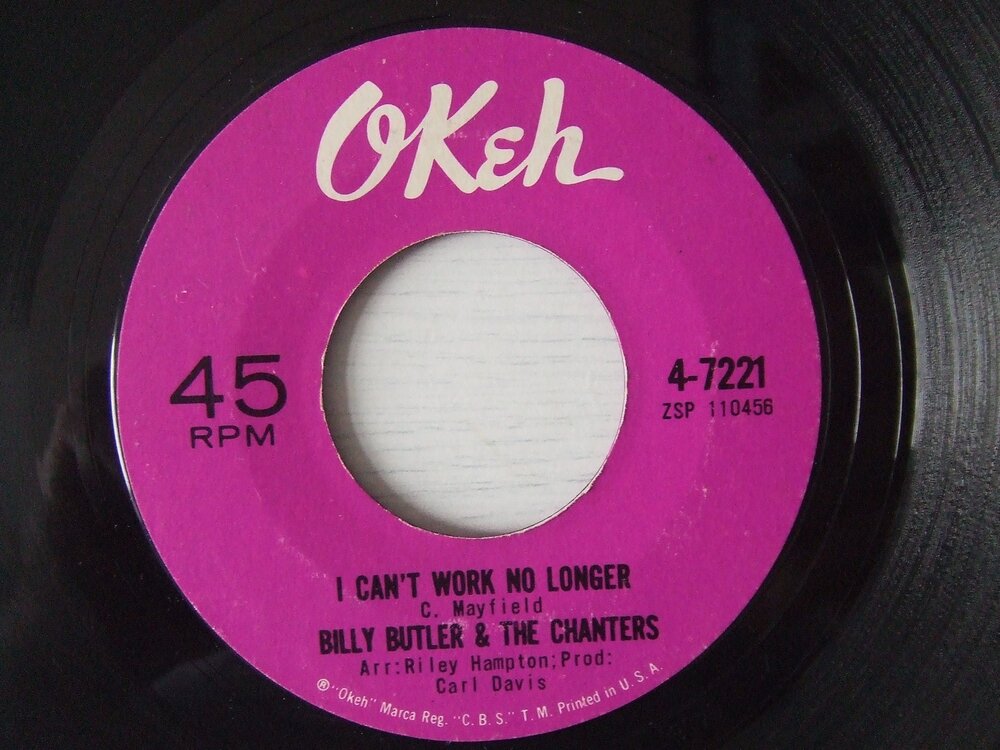 OKeh
45
RPM
4-7221
ZSP 110456
I CAN'T WORK NO LONGER
C. Mayfield
BILLY BUTLER & THE CHANTERS
Arr:Riley Hampton;Prod:
Carl Davis
® "Okeh" Marca Reg. "C.B.S." T.M. Printed in U.S.A.